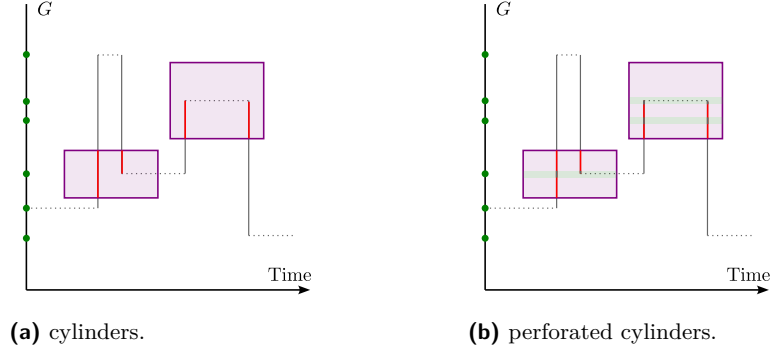 G
G
Time
Time
(a) cylinders.
(b) perforated cylinders.